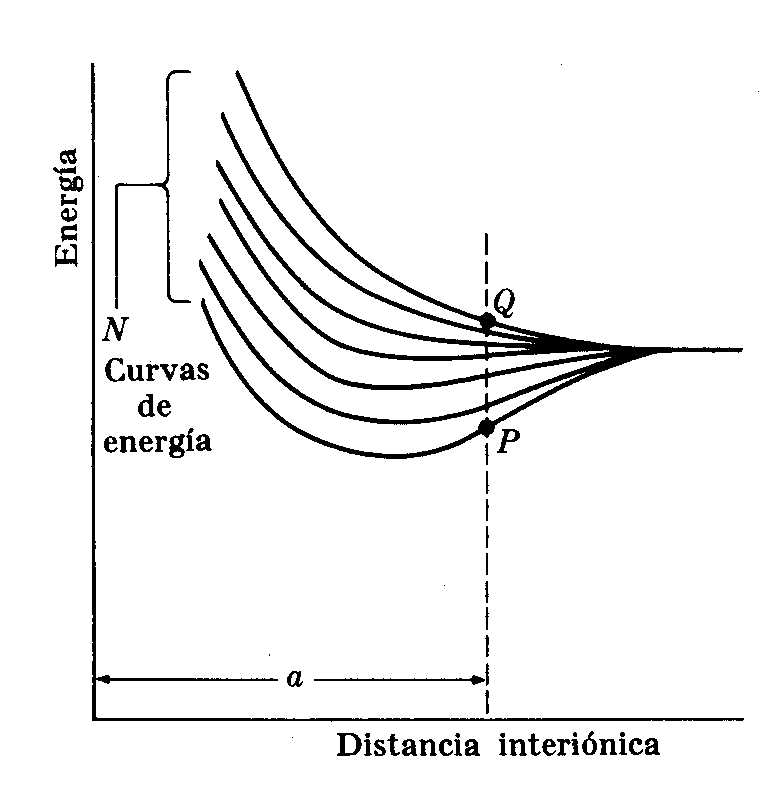 Energía
Q
N
Curvas
de
energía
P
a
Distancia interiónica